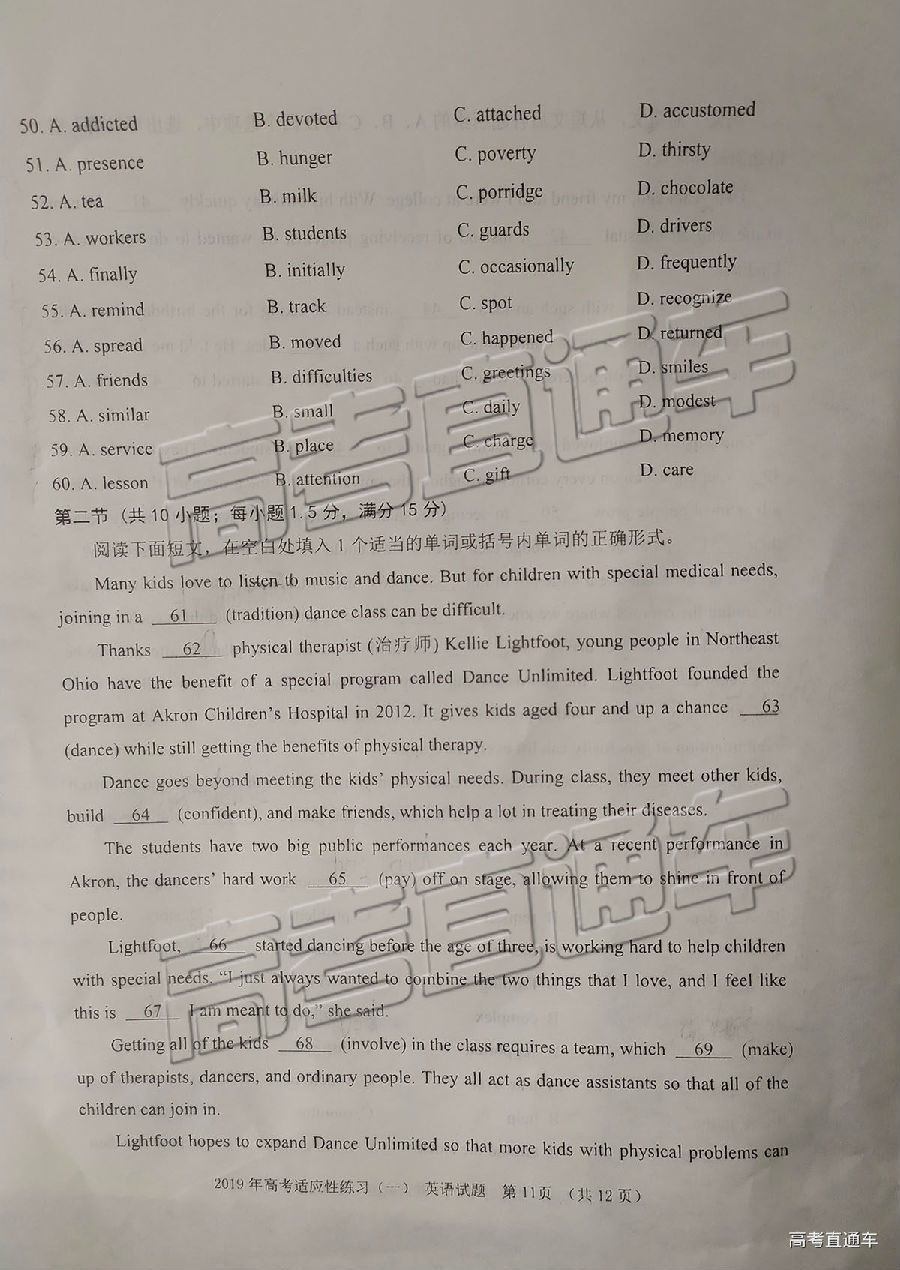 50. A. addicted B. devoted C. attached D. accustomed
51. A. presence B. hunger C. poverty D. thirsty
52. A. tea B. milk C. porridge D. chocolate
53. A. workers B. students C. guards D. drivers
54. A. finally B. initially C. occasionally D. frequently
55. A. remind B. track C. spot D. recognize
56. A. spread B. moved C. happened D. returned
57. A. friends B. difficulties C. greetings D. smiles
58. A. similar B. small C. daily D. modest
59. A. service B. place C. charge D. memory
60. A. lesson B. attention C. gift D. care
第二节 (共 10 小题; 每小题 1.5 分, 满分 15 分)
阅读下面短文, 在空白处填入 1 个适当的单词或括号内单词的正确形式。
Many kids love to listen to music and dance. But for children with special medical needs,
joining in a 61 (tradition) dance class can be difficult.
Thanks 62 physical therapist (治疗师) Kellie Lightfoot, young people in Northeast
Ohio have the benefit of a special program called Dance Unlimited. Lightfoot founded the
program at Akron Children's Hospital in 2012. It gives kids aged four and up a chance 63
(dance) while still getting the benefits of physical therapy.
Dance goes beyond meeting the kids' physical needs. During class, they meet other kids,
build 64 (confident), and make friends, which help a lot in treating their diseases.
The students have two big public performances each year. At a recent performance in
Akron, the dancers' hard work 65 (pay) off on stage, allowing them to shine in front of
people.
Lightfoot, 66 started dancing before the age of three, is working hard to help children
with special needs. "I just always wanted to combine the two things that I love, and I feel like
this is 67 I am meant to do," she said.
Getting all of the kids 68 (involve) in the class requires a team, which 69 (make)
up of therapists, dancers, and ordinary people. They all act as dance assistants so that all of the
children can join in.
Lightfoot hopes to expand Dance Unlimited so that more kids with physical problems can
2019 年高考适应性练习 (一) 英语试题 第 11页 (共 12 页)
高考直通车
高考直通车
高考直通车